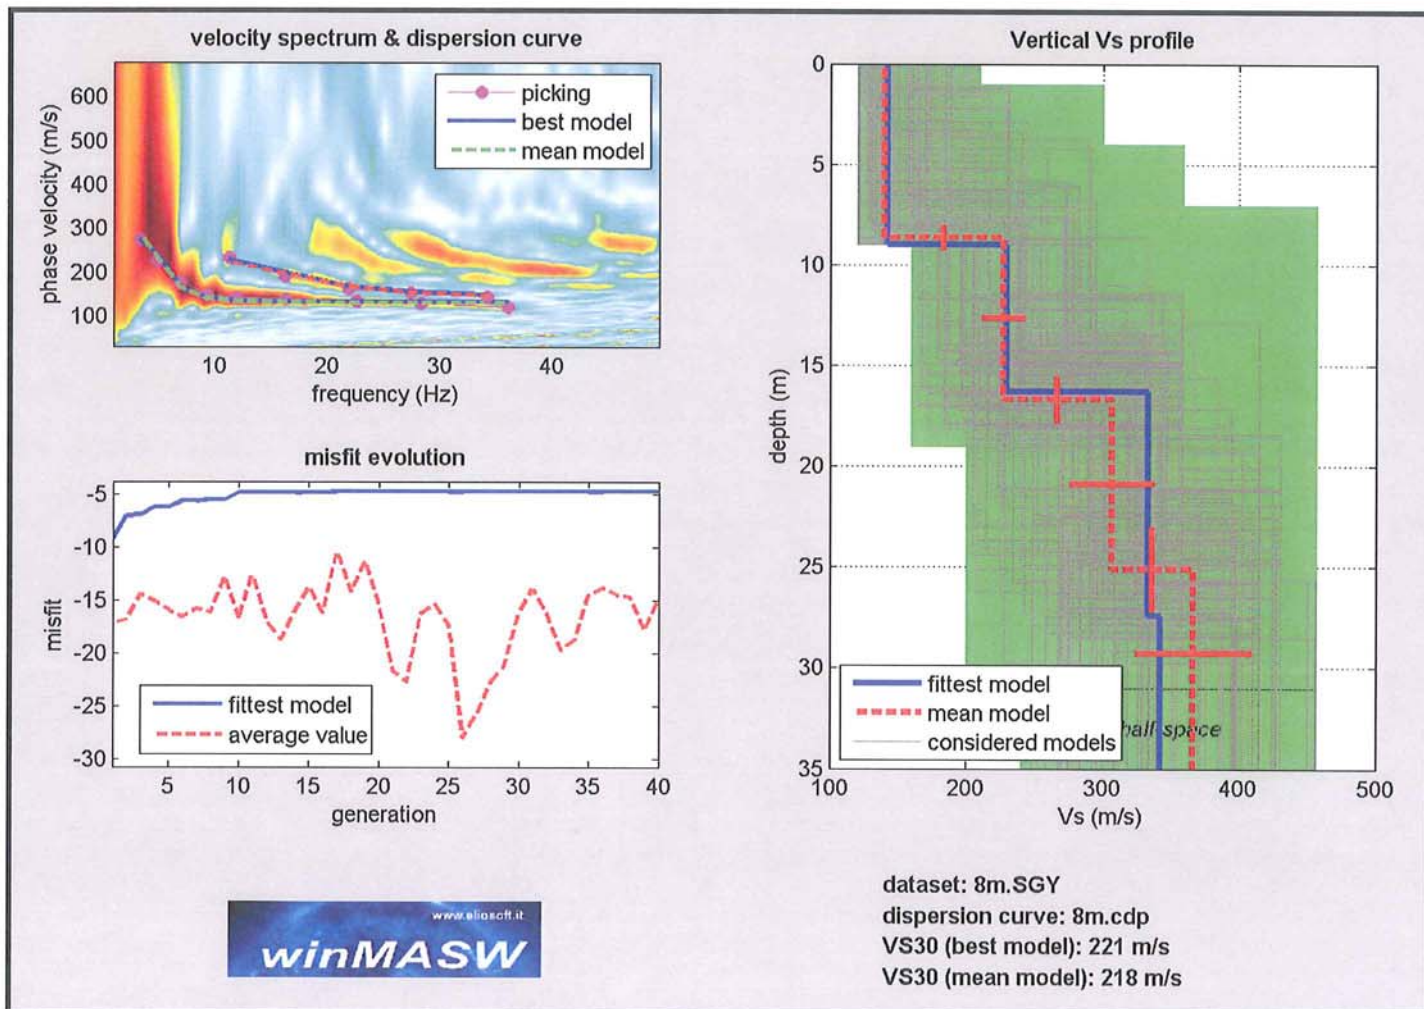 velocity spectrum & dispersion curve
600
500
400
300
200
100
phase velocity (m/s)
picking
best model
mean model
10
20
30
40
frequency (Hz)
misfit evolution
-5
-10
-15
-20
-25
-30
misfit
fittest model
average value
5
10
15
20
25
30
35
40
generation
www.eliosoft.it
winMASW
Vertical Vs profile
0
5
10
15
20
25
30
35
depth (m)
fittest model
mean model
considered models
half-space
100
200
300
400
500
Vs (m/s)
dataset: 8m.SGY
dispersion curve: 8m.cdp
VS30 (best model): 221 m/s
VS30 (mean model): 218 m/s